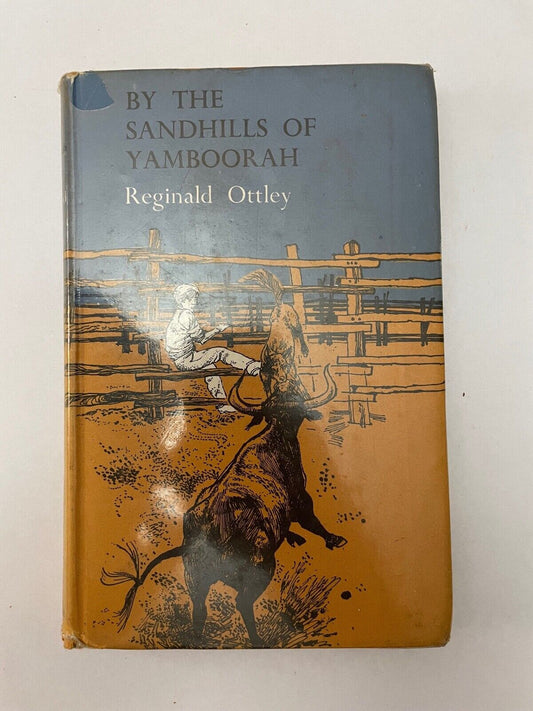 BY THE
SANDHILLS OF
YAMBOORAH
Reginald Ottley